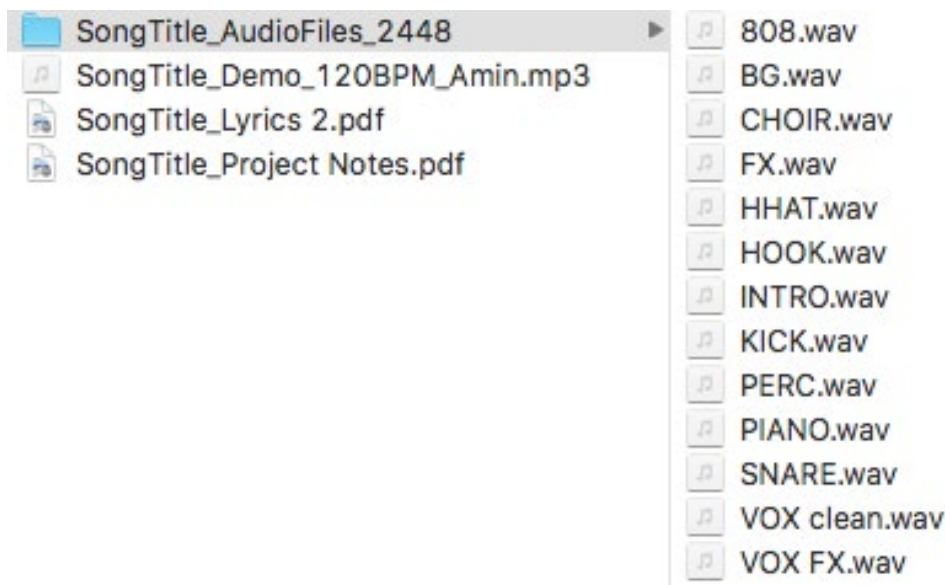 SongTitle_AudioFiles_2448
SongTitle_Demo_120BPM_Amin.mp3
SongTitle_Lyrics 2.pdf
SongTitle_Project Notes.pdf
808.wav
BG.wav
CHOIR.wav
FX.wav
HHAT.wav
HOOK.wav
INTRO.wav
KICK.wav
PERC.wav
PIANO.wav
SNARE.wav
VOX clean.wav
VOX FX.wav